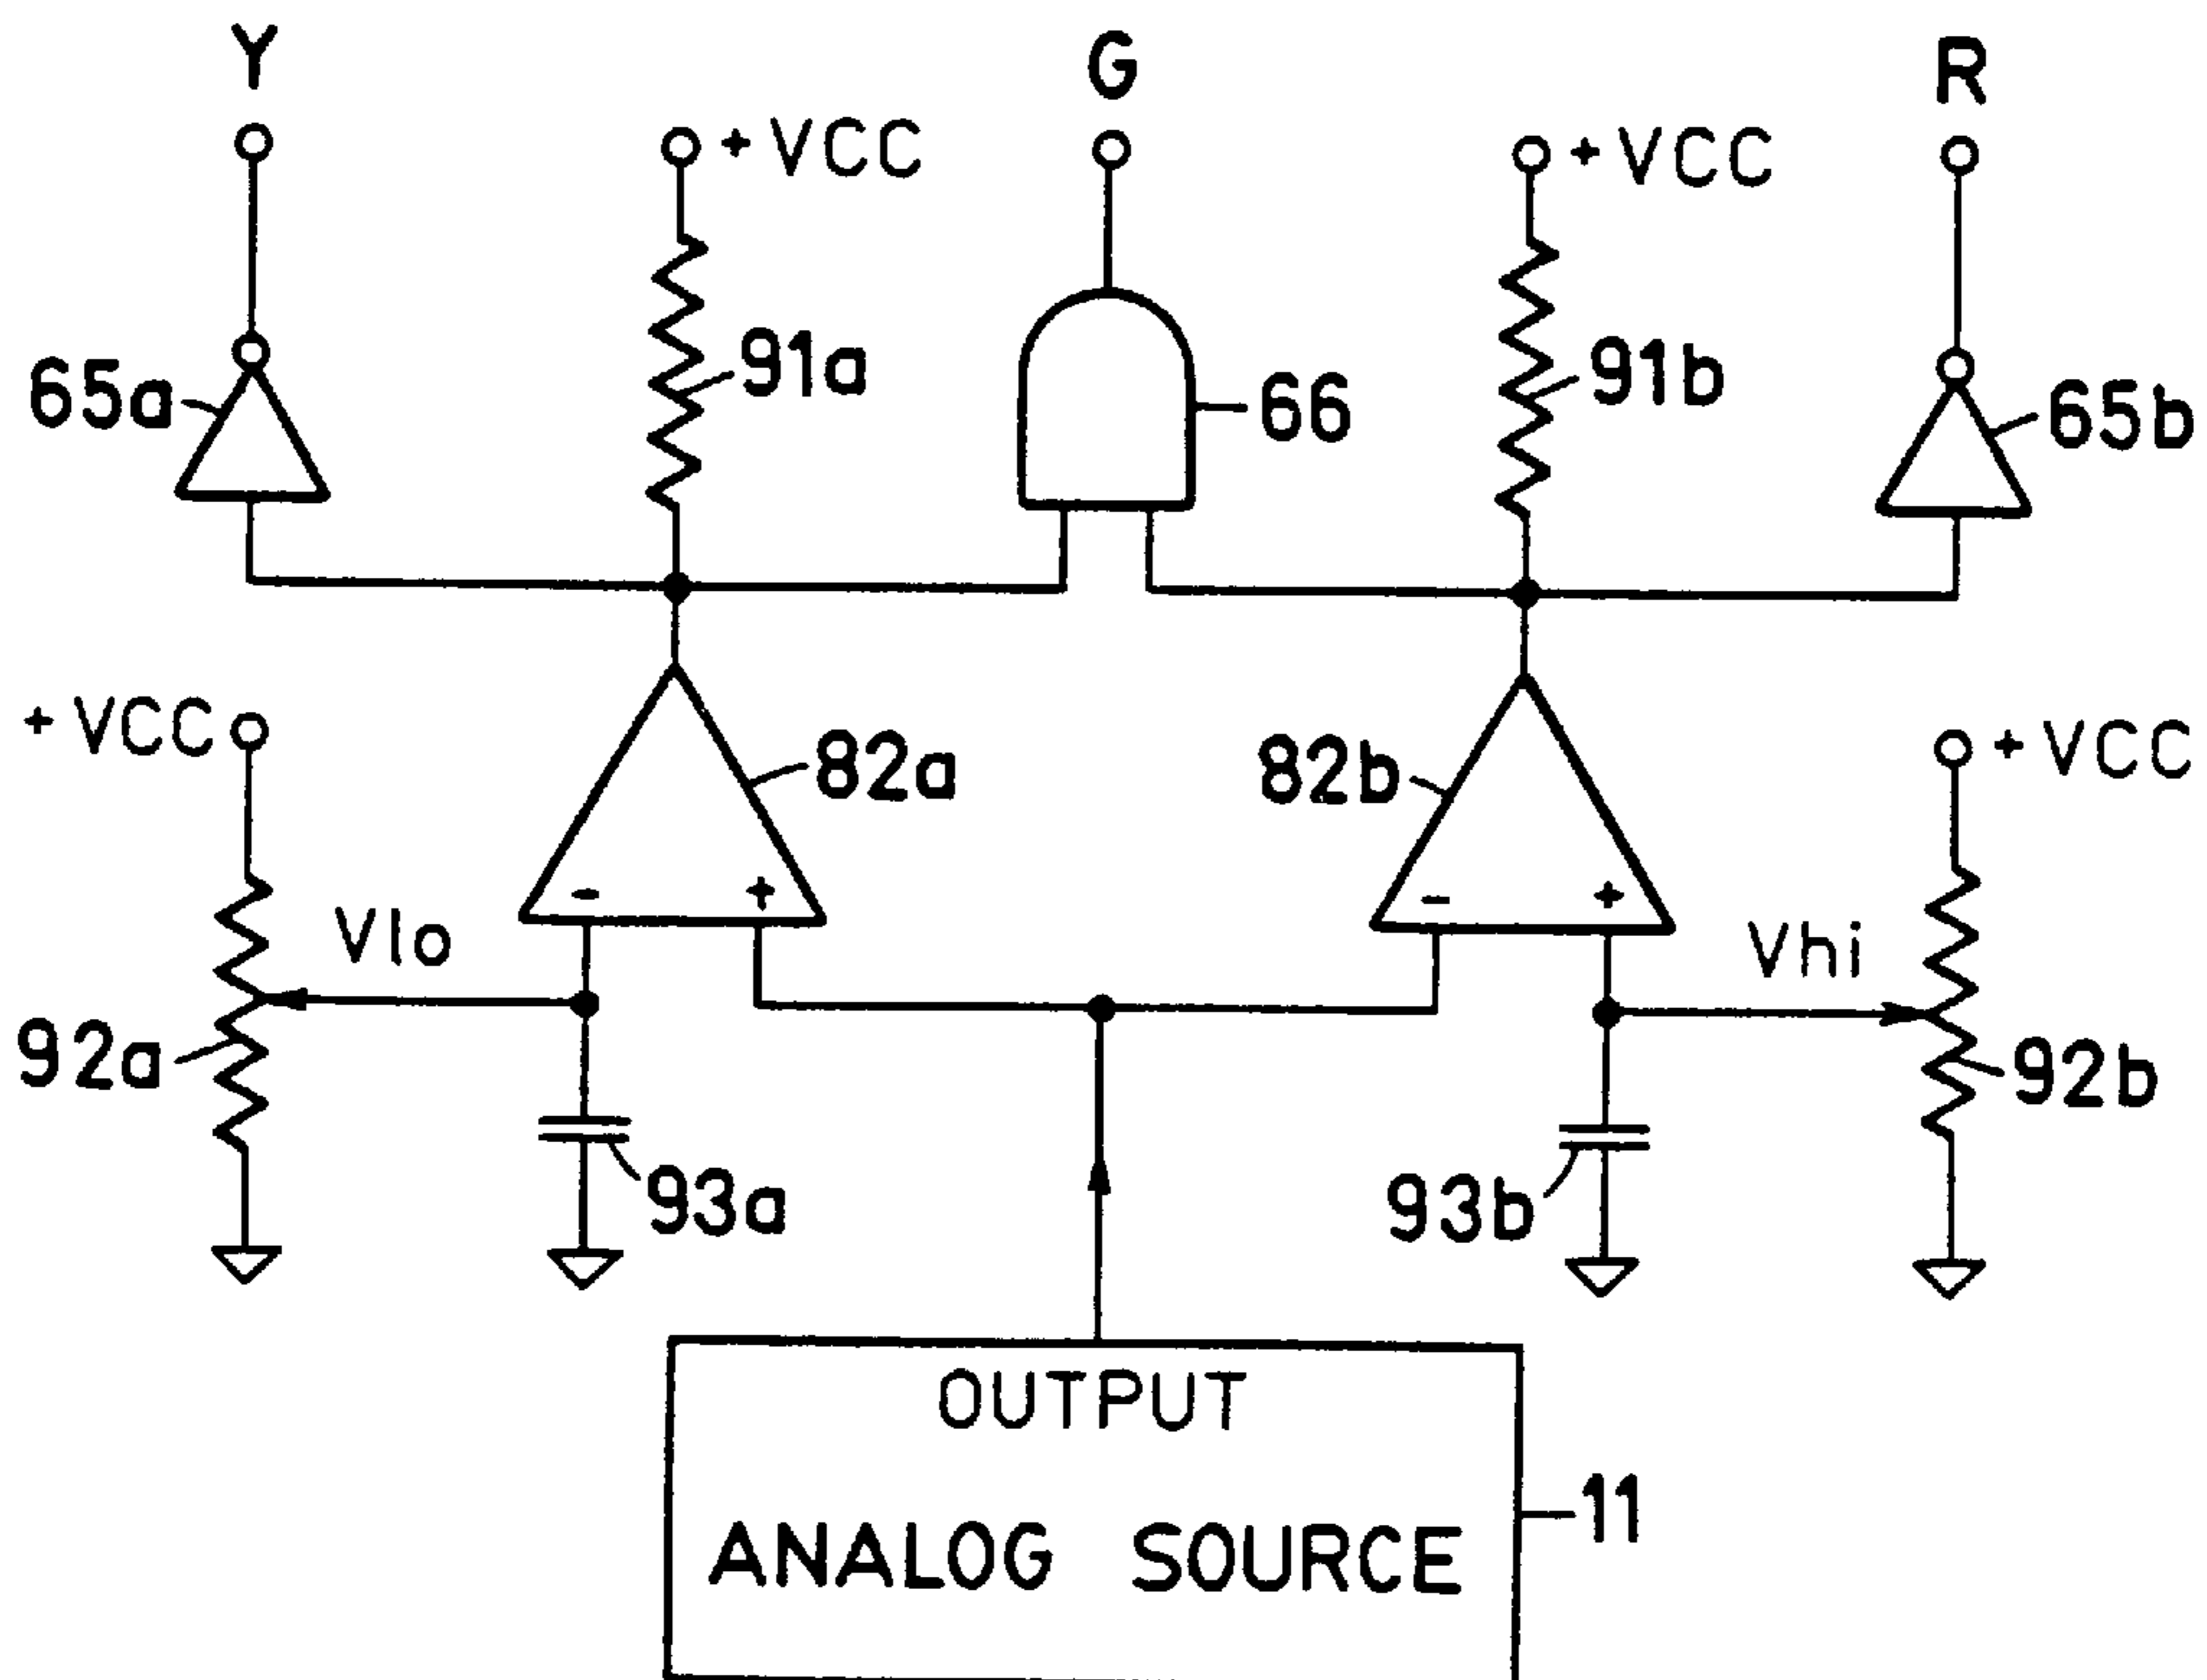 Y G R
+VCC +VCC
65a 91a 66 91b 65b
+VCC 82a 82b +VCC
- + - +
Vlo Vhi
92a 92b
93a 93b
OUTPUT
ANALOG SOURCE 11